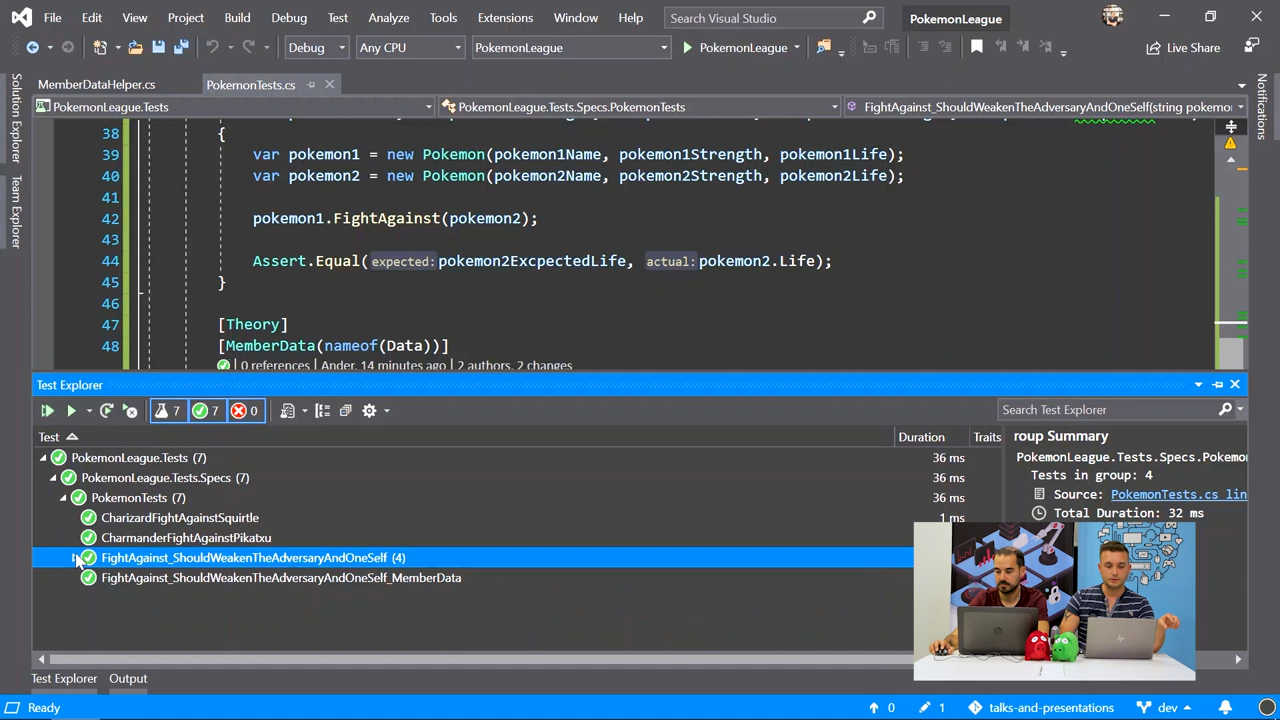 File Edit View Project Build Debug Test Analyze Tools Extensions Window Help Search Visual Studio PokemonLeague
Debug Any CPU PokemonLeague PokemonLeague Live Share
MemberDataHelper.cs PokemonTests.cs
PokemonLeague.Tests PokemonLeague.Tests.Specs.PokemonTests FightAgainst_ShouldWeakenTheAdversaryAndOneSelf(string pokemo
Solution Explorer
Team Explorer
Notifications
38 {
39 var pokemon1 = new Pokemon(pokemon1Name, pokemon1Strength, pokemon1Life);
40 var pokemon2 = new Pokemon(pokemon2Name, pokemon2Strength, pokemon2Life);
41
42 pokemon1.FightAgainst(pokemon2);
43
44 Assert.Equal(expected: pokemon2ExcpectedLife, actual: pokemon2.Life);
45 }
46
47 [Theory]
48 [MemberData(nameof(Data))]
0 references | Ander, 14 minutes ago | 2 authors, 2 changes
Test Explorer
7 7 0 Search Test Explorer
Test Duration Traits roup Summary
PokemonLeague.Tests (7) 36 ms PokemonLeague.Tests.Specs.Pokemo
PokemonLeague.Tests.Specs (7) 36 ms Tests in group: 4
PokemonTests (7) 36 ms Source: PokemonTests.cs lin
CharizardFightAgainstSquirtle 1 ms Total Duration: 32 ms
CharmanderFightAgainstPikatxu
FightAgainst_ShouldWeakenTheAdversaryAndOneSelf (4)
FightAgainst_ShouldWeakenTheAdversaryAndOneSelf_MemberData
Test Explorer Output
Ready 0 1 talks-and-presentations dev